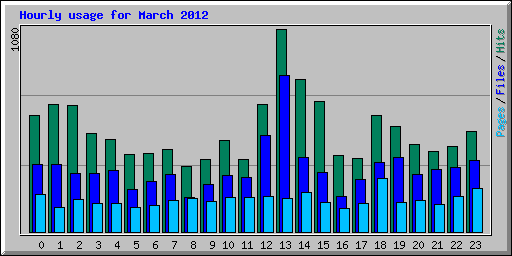 Hourly usage for March 2012
1080
Pages/Files/Hits
0 1 2 3 4 5 6 7 8 9 10 11 12 13 14 15 16 17 18 19 20 21 22 23